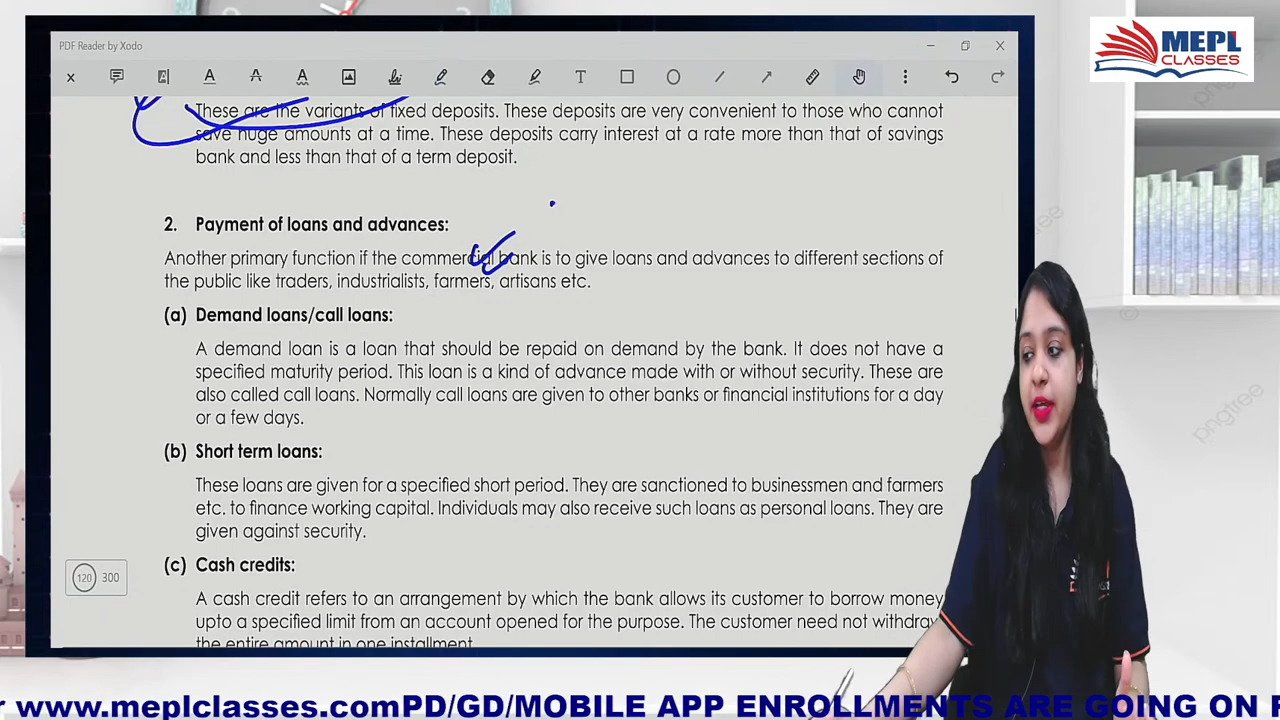 PDF Reader by Xodo
MEPL
CLASSES
These are the variants of fixed deposits. These deposits are very convenient to those who cannot
save huge amounts at a time. These deposits carry interest at a rate more than that of savings
bank and less than that of a term deposit.
2. Payment of loans and advances:
Another primary function if the commercial bank is to give loans and advances to different sections of
the public like traders, industrialists, farmers, artisans etc.
(a) Demand loans/call loans:
A demand loan is a loan that should be repaid on demand by the bank. It does not have a
specified maturity period. This loan is a kind of advance made with or without security. These are
also called call loans. Normally call loans are given to other banks or financial institutions for a day
or a few days.
(b) Short term loans:
These loans are given for a specified short period. They are sanctioned to businessmen and farmers
etc. to finance working capital. Individuals may also receive such loans as personal loans. They are
given against security.
120 300
(c) Cash credits:
A cash credit refers to an arrangement by which the bank allows its customer to borrow money
upto a specified limit from an account opened for the purpose. The customer need not withdraw
the entire amount in one installment.
pngtree
pngtree
r www.meplclasses.comPD/GD/MOBILE APP ENROLLMENTS ARE GOING ON